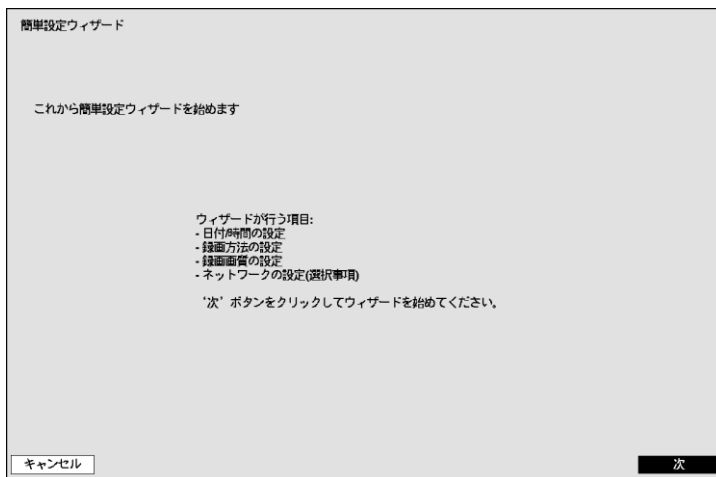 簡単設定ウィザード
これから簡単設定ウィザードを始めます
ウィザードが行う項目:
- 日付/時間の設定
- 録画方法の設定
- 録画画質の設定
- ネットワークの設定(選択事項)
‘次’ボタンをクリックしてウィザードを始めてください。
キャンセル
次